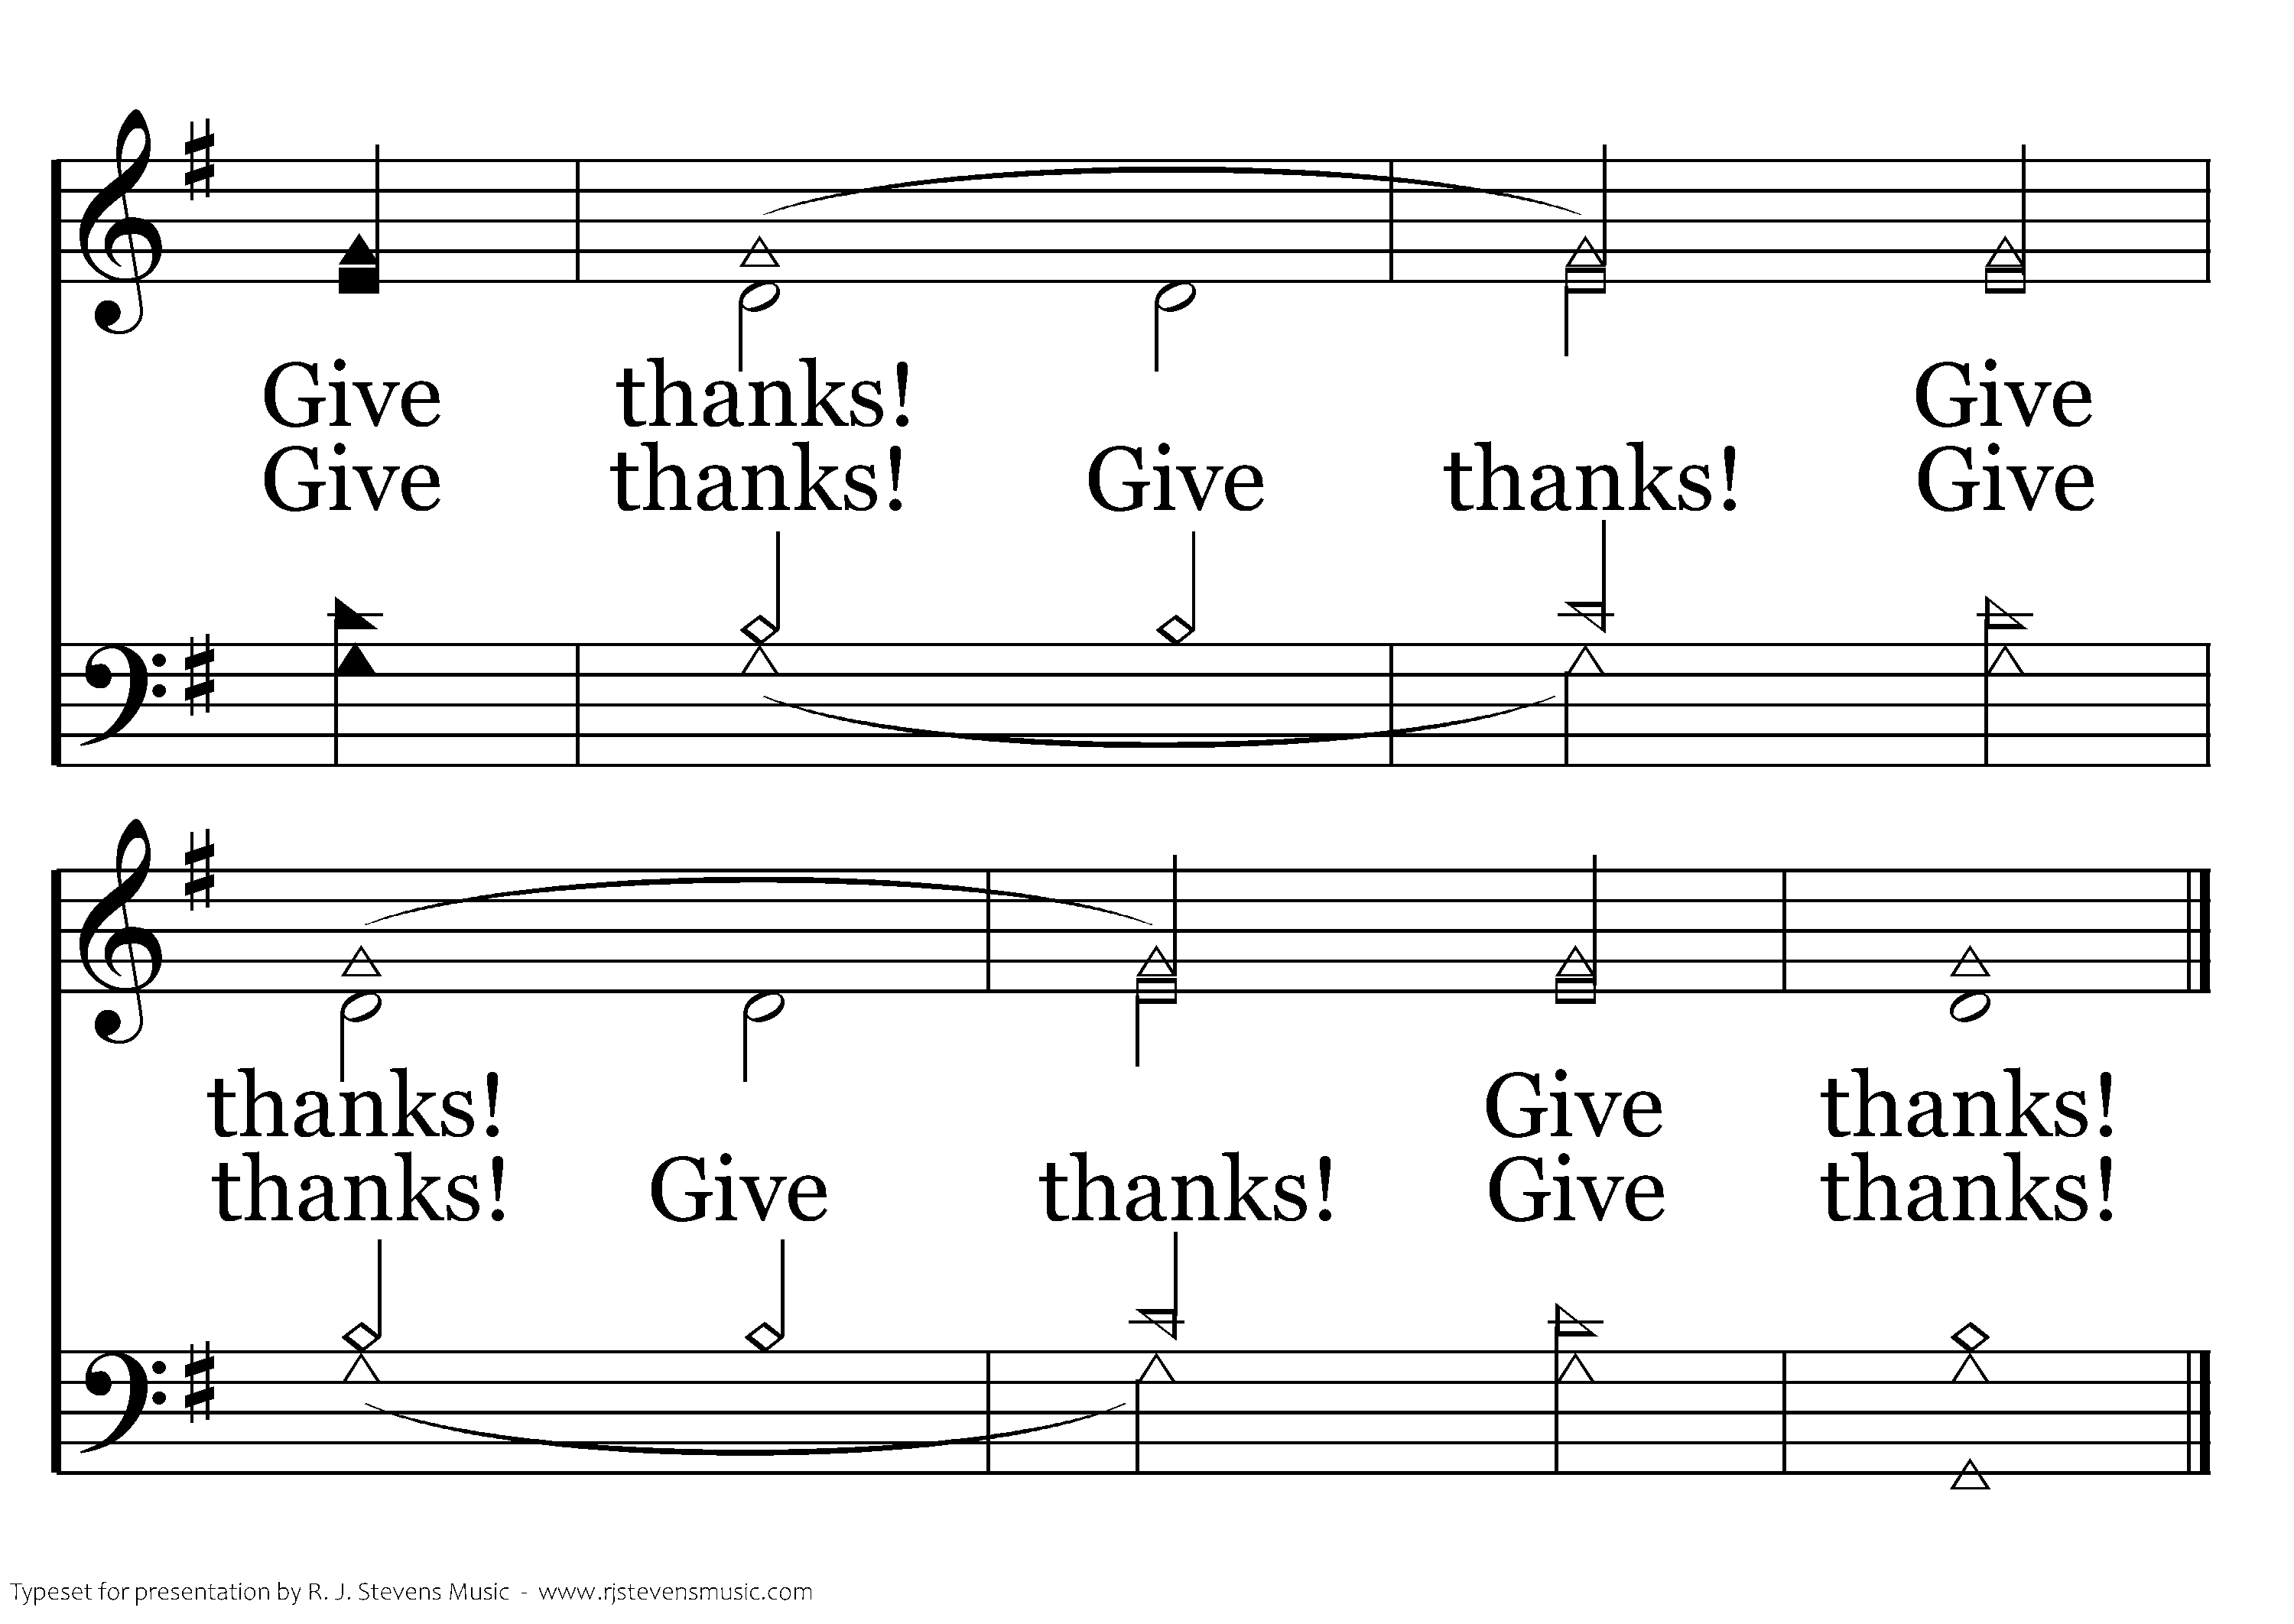 Give thanks! Give
Give thanks! Give thanks! Give
thanks! Give thanks!
thanks! Give thanks! Give thanks!
Typeset for presentation by R. J. Stevens Music - www.rjstevensmusic.com